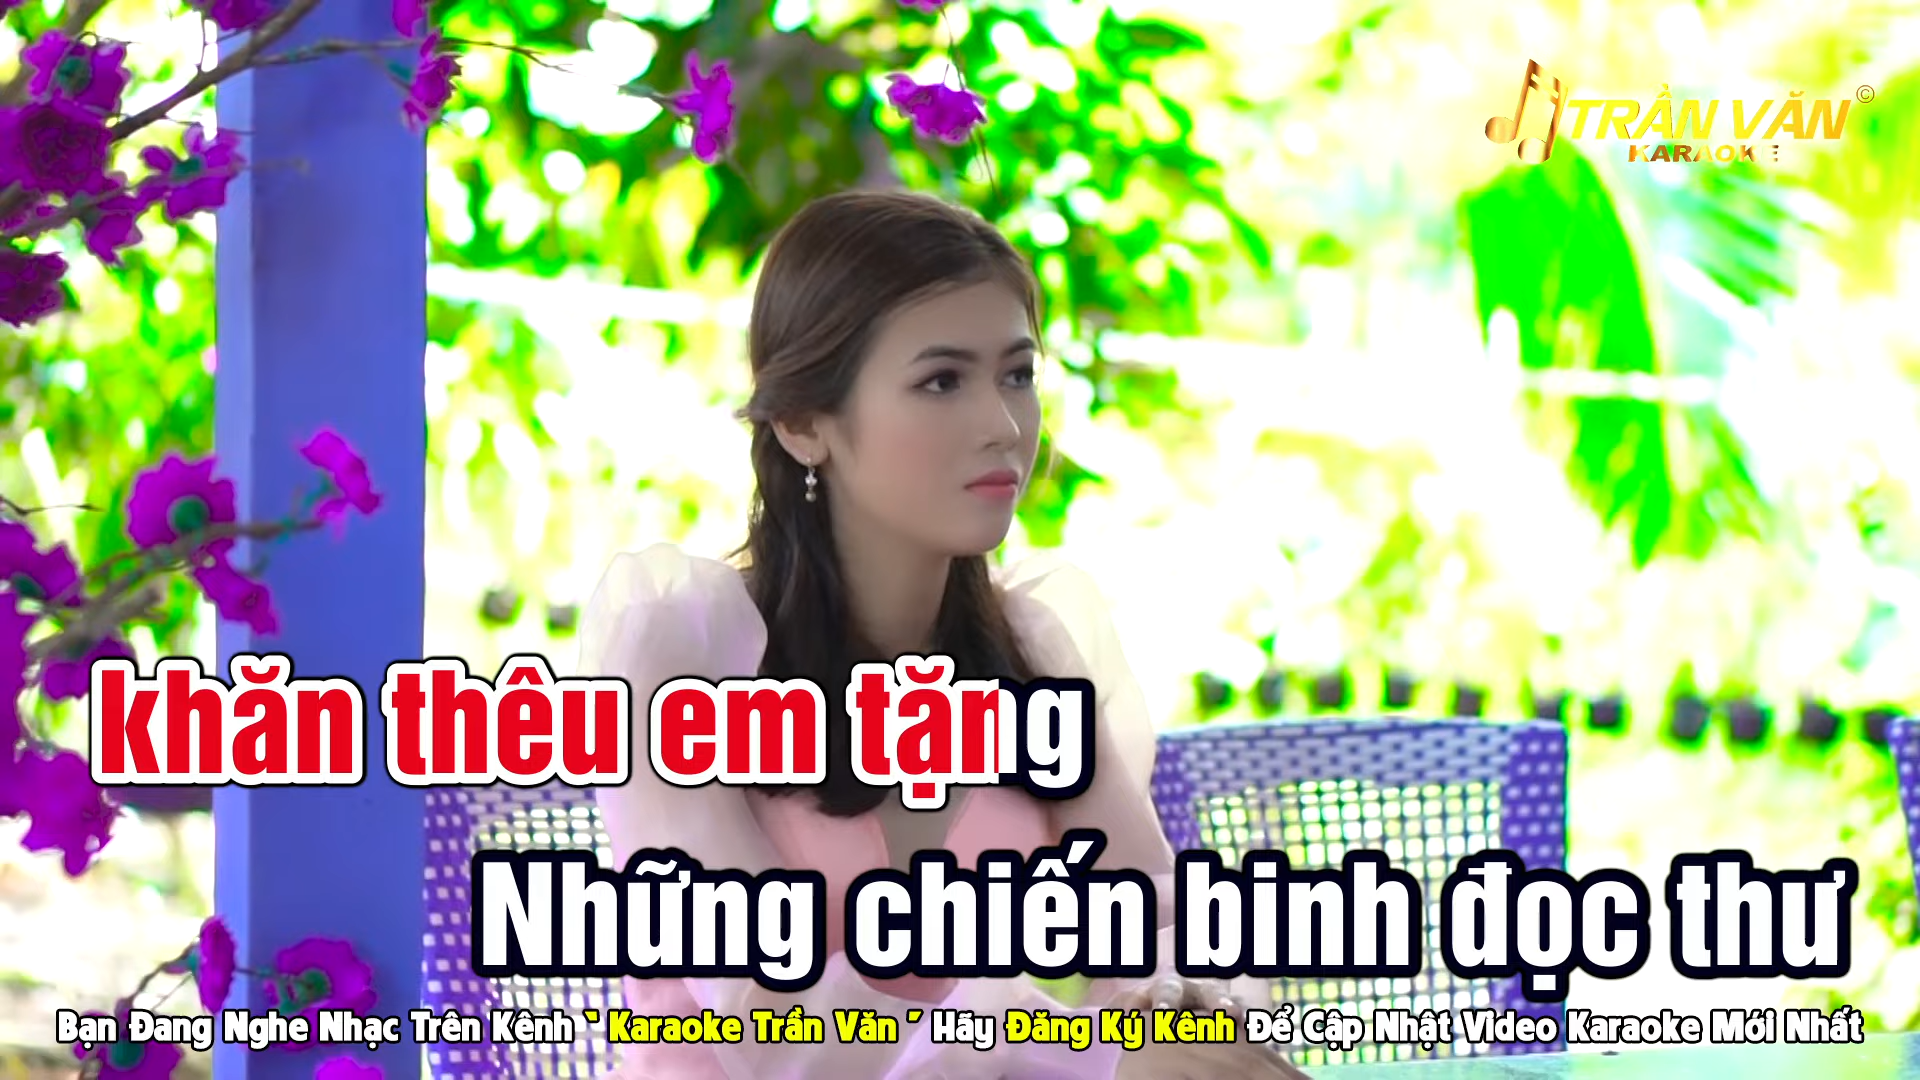 TRẦN VĂN ©
KARAOKE
khăn thêu em tặng
Những chiến binh đọc thư
Bạn Đang Nghe Nhạc Trên Kênh ` Karaoke Trần Văn ´ Hãy Đăng Ký Kênh Để Cập Nhật Video Karaoke Mới Nhất